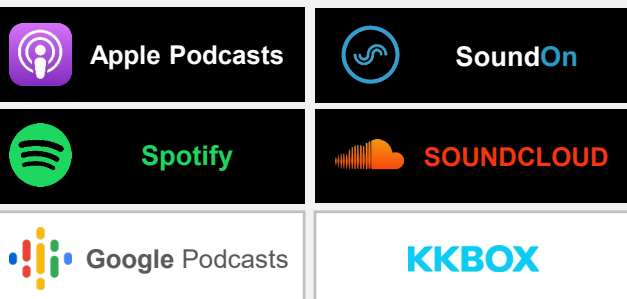 Apple Podcasts
SoundOn
Spotify
SOUNDCLOUD
Google Podcasts
KKBOX